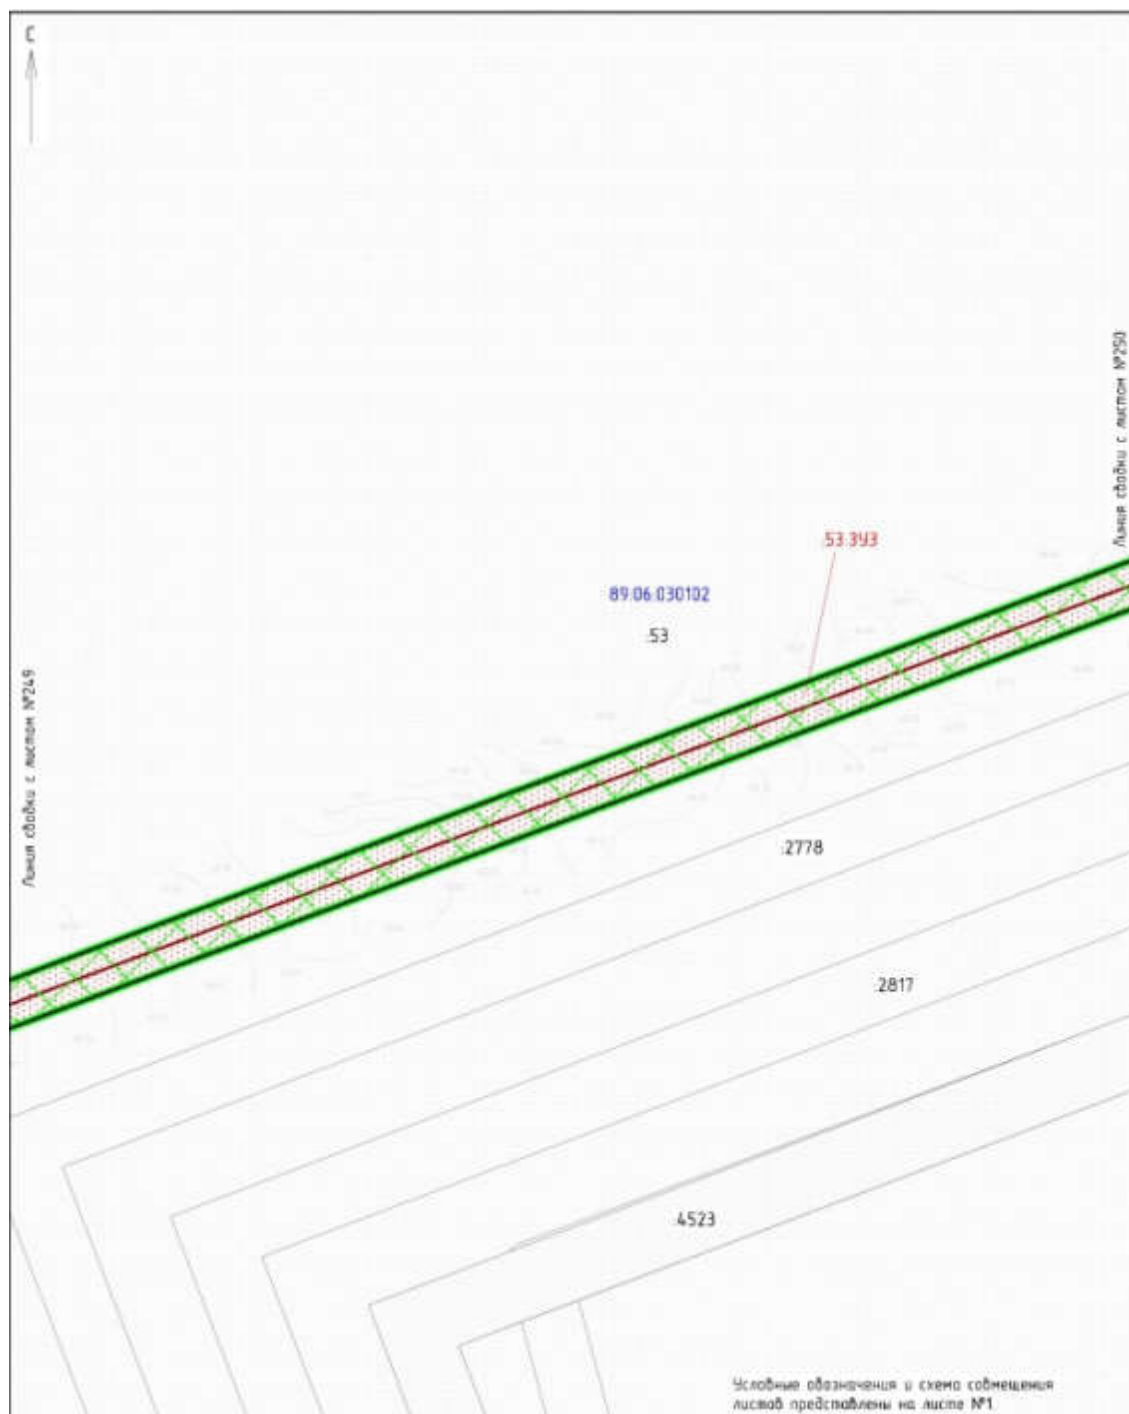 С
Линия сводки с листом №250
:53:ЗУ3
89:06:030102
:53
Линия сводки с листом №249
:2778
:2817
:4523
Условные обозначения и схема совмещения
листов представлены на листе №1